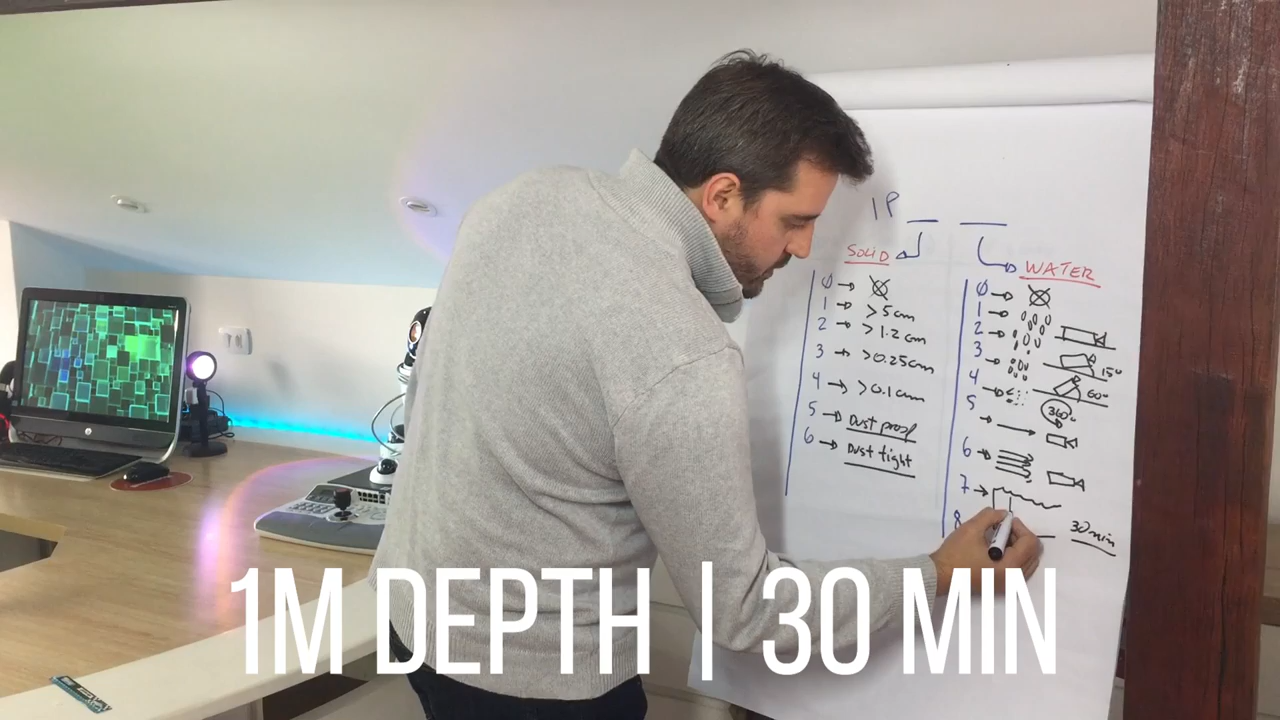 IP _ _
SOLID
0 →
1 → >5cm
2 → >1.2cm
3 → >0.25cm
4 → >0.1cm
5 → Dust proof
6 → Dust tight
WATER
0 →
1 →
2 →
15°
3 →
60°
4 →
360°
5 →
6 →
7 →
30min
8
1M DEPTH | 30 MIN